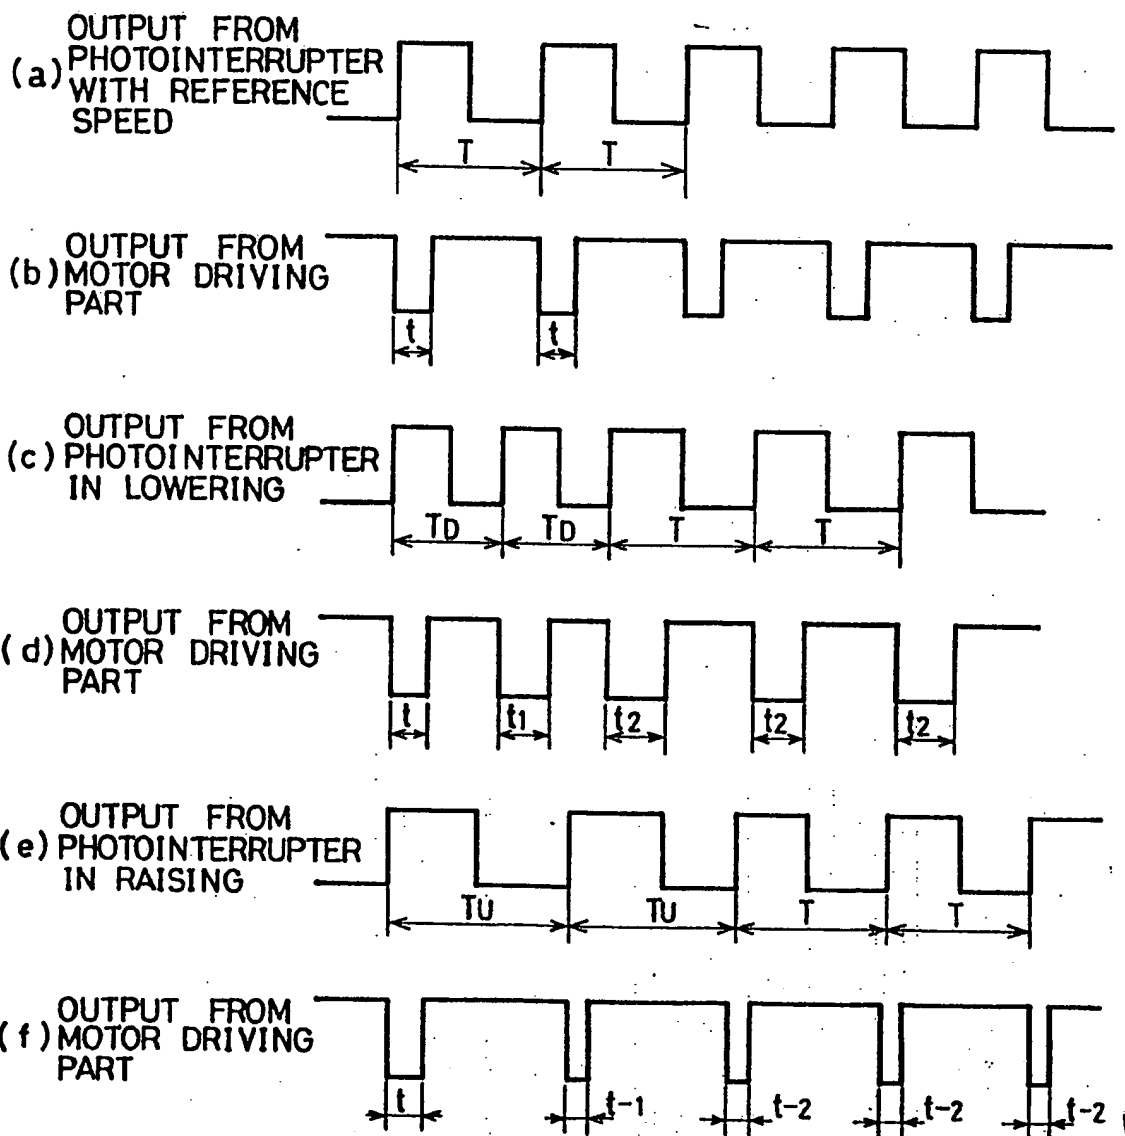 OUTPUT FROM
(a) PHOTOINTERRUPTER
WITH REFERENCE
SPEED
T T
OUTPUT FROM
(b) MOTOR DRIVING
PART
t t
OUTPUT FROM
(c) PHOTOINTERRUPTER
IN LOWERING
TD TD T T
OUTPUT FROM
(d) MOTOR DRIVING
PART
t t1 t2 t2 t2
OUTPUT FROM
(e) PHOTOINTERRUPTER
IN RAISING
TU TU T T
OUTPUT FROM
(f) MOTOR DRIVING
PART
t t-1 t-2 t-2 t-2